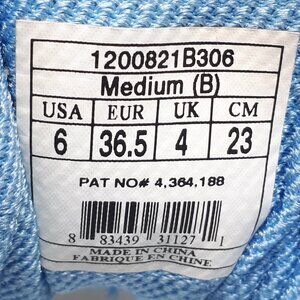 1200821B306
Medium (B)
USA EUR UK CM
6 36.5 4 23
PAT NO# 4,364,188
8 83439 31127 1
MADE IN CHINA
FABRIQUE EN CHINE